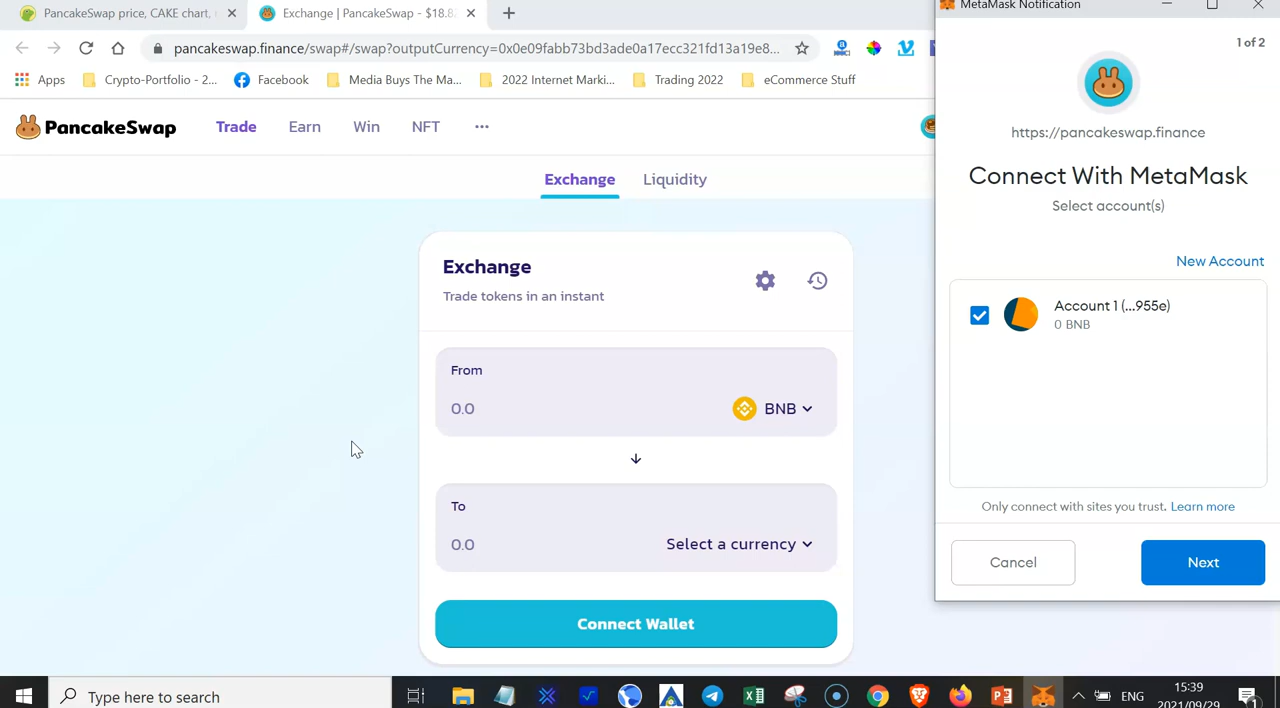 PancakeSwap price, CAKE chart,
Exchange | PancakeSwap - $18.8
MetaMask Notification
pancakeswap.finance/swap#/swap?outputCurrency=0x0e09fabb73bd3ade0a17ecc321fd13a19e8...
1 of 2
Apps
Crypto-Portfolio - 2...
Facebook
Media Buys The Ma...
2022 Internet Marki...
Trading 2022
eCommerce Stuff
PancakeSwap
Trade
Earn
Win
NFT
...
https://pancakeswap.finance
Connect With MetaMask
Select account(s)
Exchange
Liquidity
New Account
Exchange
Trade tokens in an instant
Account 1 (...955e)
0 BNB
From
0.0
BNB
To
0.0
Select a currency
Only connect with sites you trust. Learn more
Cancel
Next
Connect Wallet
Type here to search
ENG
15:39
2021/09/29
1